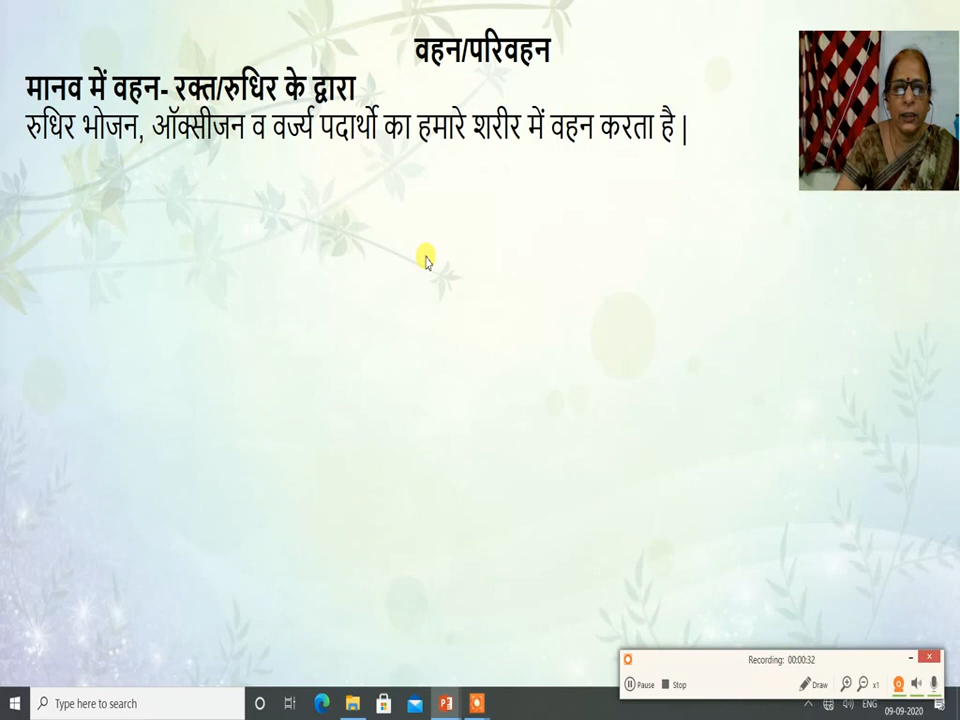 वहन/परिवहन
मानव में वहन- रक्त/रुधिर के द्वारा
रुधिर भोजन, ऑक्सीजन व वर्ज्य पदार्थो का हमारे शरीर में वहन करता है |
Recording: 00:00:32
Pause Stop Draw x1
Type here to search
ENG
09-09-2020